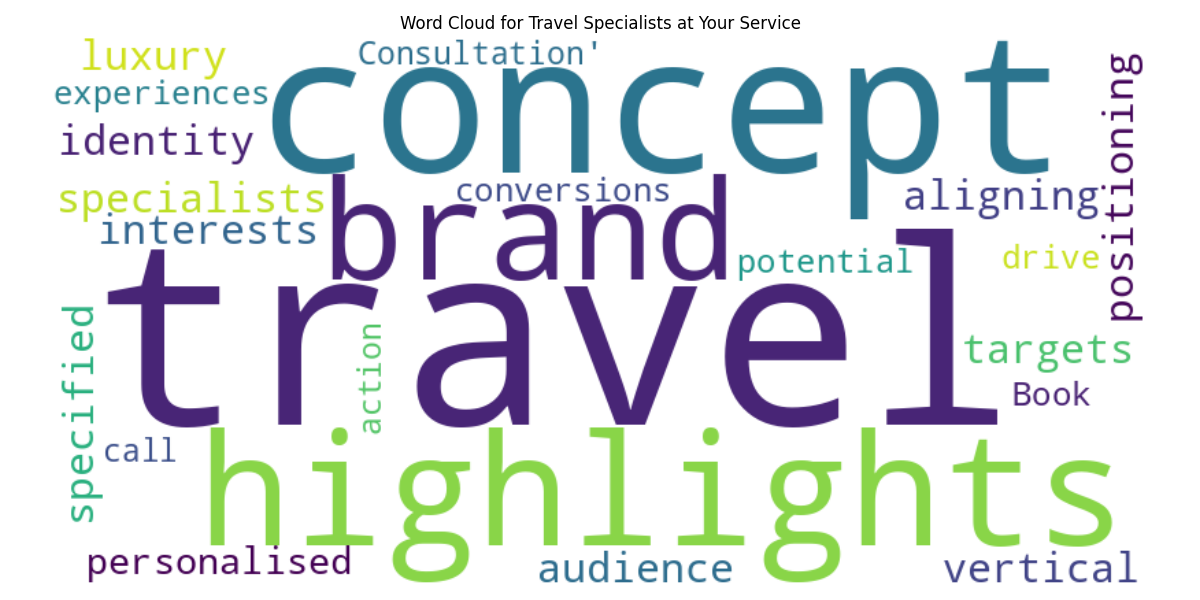 Word Cloud for Travel Specialists at Your Service
luxury
Consultation'
concept
experiences
identity
positioning
specialists
brand
conversions
aligning
interests
potential
drive
travel
specified
action
targets
Book
call
highlights
personalised
audience
vertical